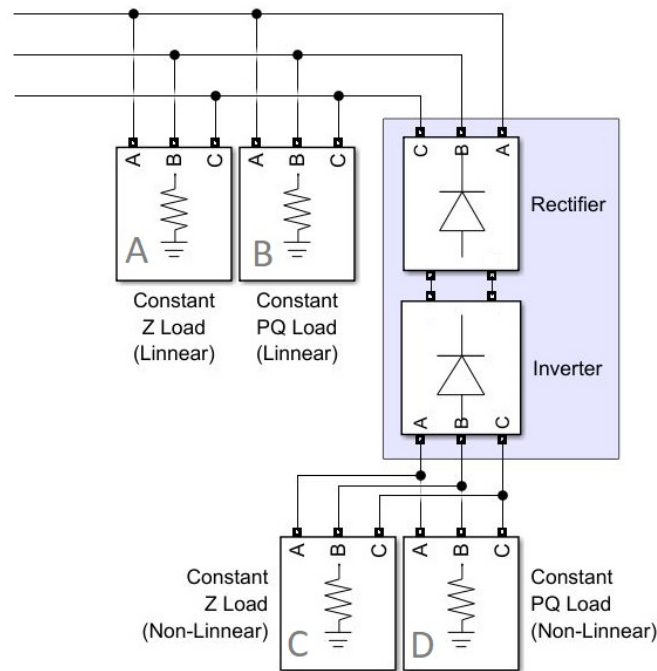 A B C
A B C
C B A
Rectifier
A
B
Constant
Z Load
(Linnear)
Constant
PQ Load
(Linnear)
Inverter
A B C
A B C
A B C
Constant
Z Load
(Non-Linnear)
C
D
Constant
PQ Load
(Non-Linnear)